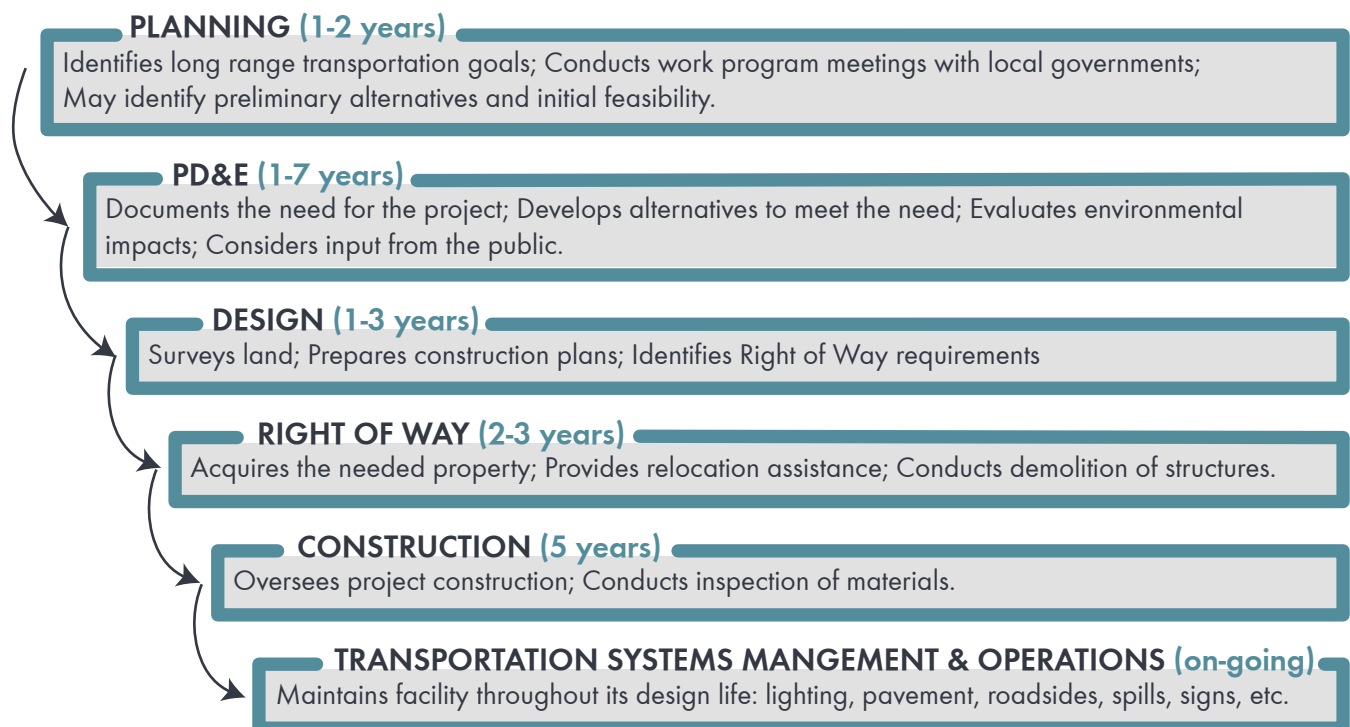 PLANNING (1-2 years)
Identifies long range transportation goals; Conducts work program meetings with local governments;
May identify preliminary alternatives and initial feasibility.
PD&E (1-7 years)
Documents the need for the project; Develops alternatives to meet the need; Evaluates environmental
impacts; Considers input from the public.
DESIGN (1-3 years)
Surveys land; Prepares construction plans; Identifies Right of Way requirements
RIGHT OF WAY (2-3 years)
Acquires the needed property; Provides relocation assistance; Conducts demolition of structures.
CONSTRUCTION (5 years)
Oversees project construction; Conducts inspection of materials.
TRANSPORTATION SYSTEMS MANGEMENT & OPERATIONS (on-going)
Maintains facility throughout its design life: lighting, pavement, roadsides, spills, signs, etc.